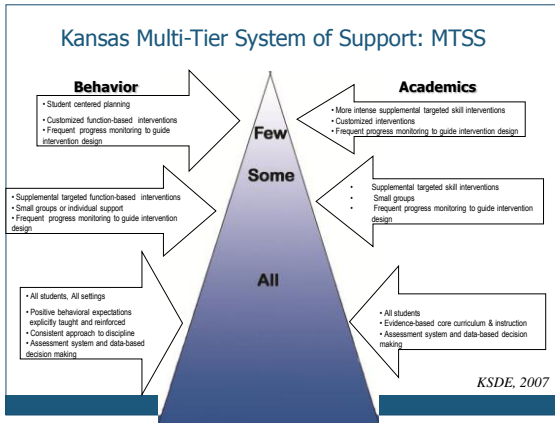 Kansas Multi-Tier System of Support: MTSS
Behavior
• Student centered planning
• Customized function-based interventions
• Frequent progress monitoring to guide
intervention design
Academics
• More intense supplemental targeted skill interventions
• Customized interventions
• Frequent progress monitoring to guide intervention design
Few
Some
• Supplemental targeted function-based interventions
• Small groups or individual support
• Frequent progress monitoring to guide intervention
design
• Supplemental targeted skill interventions
• Small groups
• Frequent progress monitoring to guide intervention
design
All
• All students, All settings
• Positive behavioral expectations
explicitly taught and reinforced
• Consistent approach to discipline
• Assessment system and data-based
decision making
• All students
• Evidence-based core curriculum & instruction
• Assessment system and data-based decision
making
KSDE, 2007